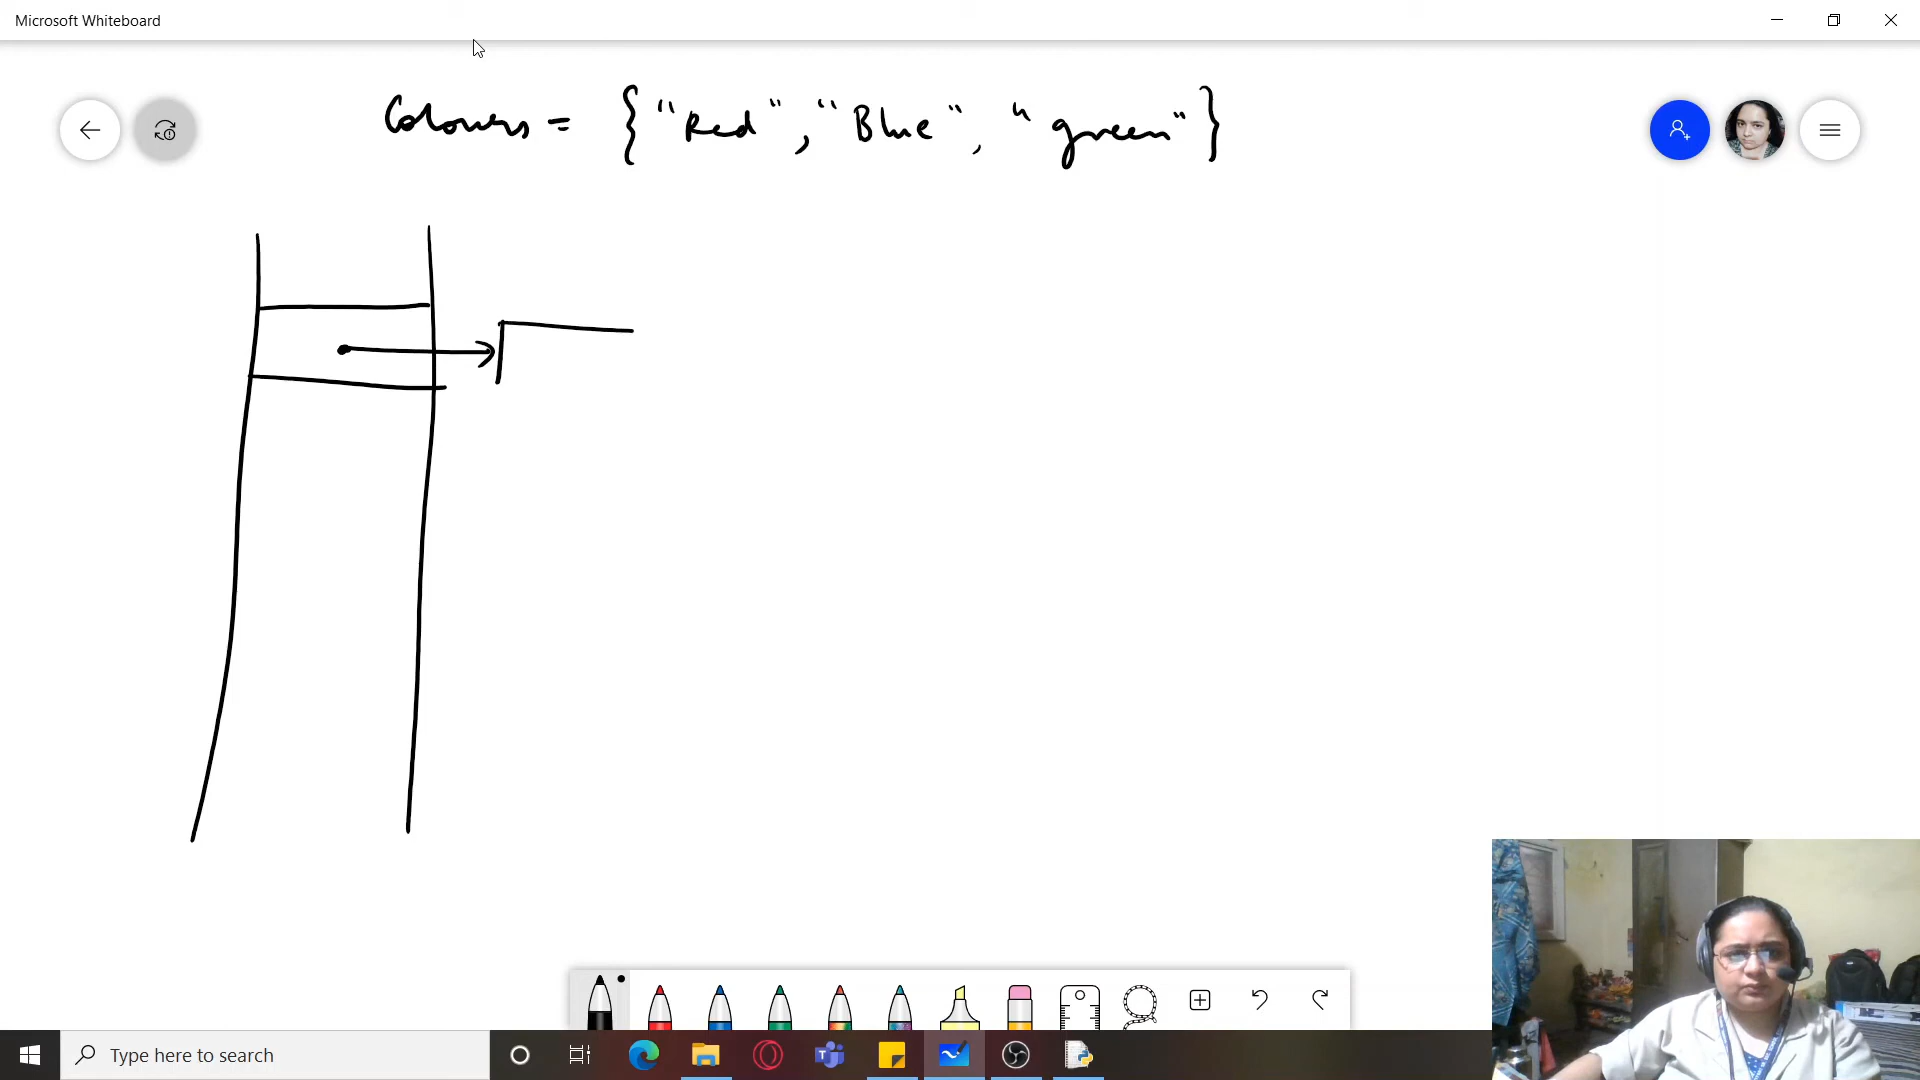 Microsoft Whiteboard
Colours = {"Red", "Blue", "green"}
Type here to search